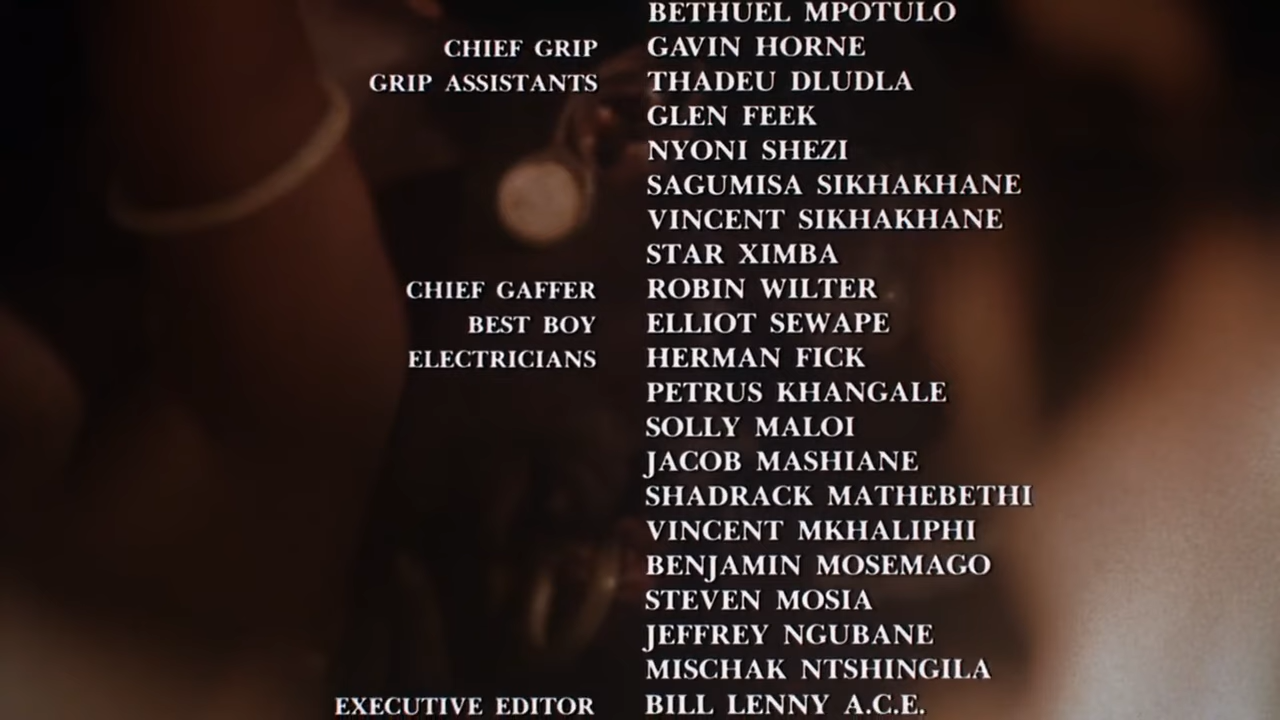 BETHUEL MPOTULO
CHIEF GRIP GAVIN HORNE
GRIP ASSISTANTS THADEU DLUDLA
GLEN FEEK
NYONI SHEZI
SAGUMISA SIKHAKHANE
VINCENT SIKHAKHANE
STAR XIMBA
CHIEF GAFFER ROBIN WILTER
BEST BOY ELLIOT SEWAPE
ELECTRICIANS HERMAN FICK
PETRUS KHANGALE
SOLLY MALOI
JACOB MASHIANE
SHADRACK MATHEBETHI
VINCENT MKHALIPHI
BENJAMIN MOSEMAGO
STEVEN MOSIA
JEFFREY NGUBANE
MISCHAK NTSHINGILA
EXECUTIVE EDITOR BILL LENNY A.C.E.